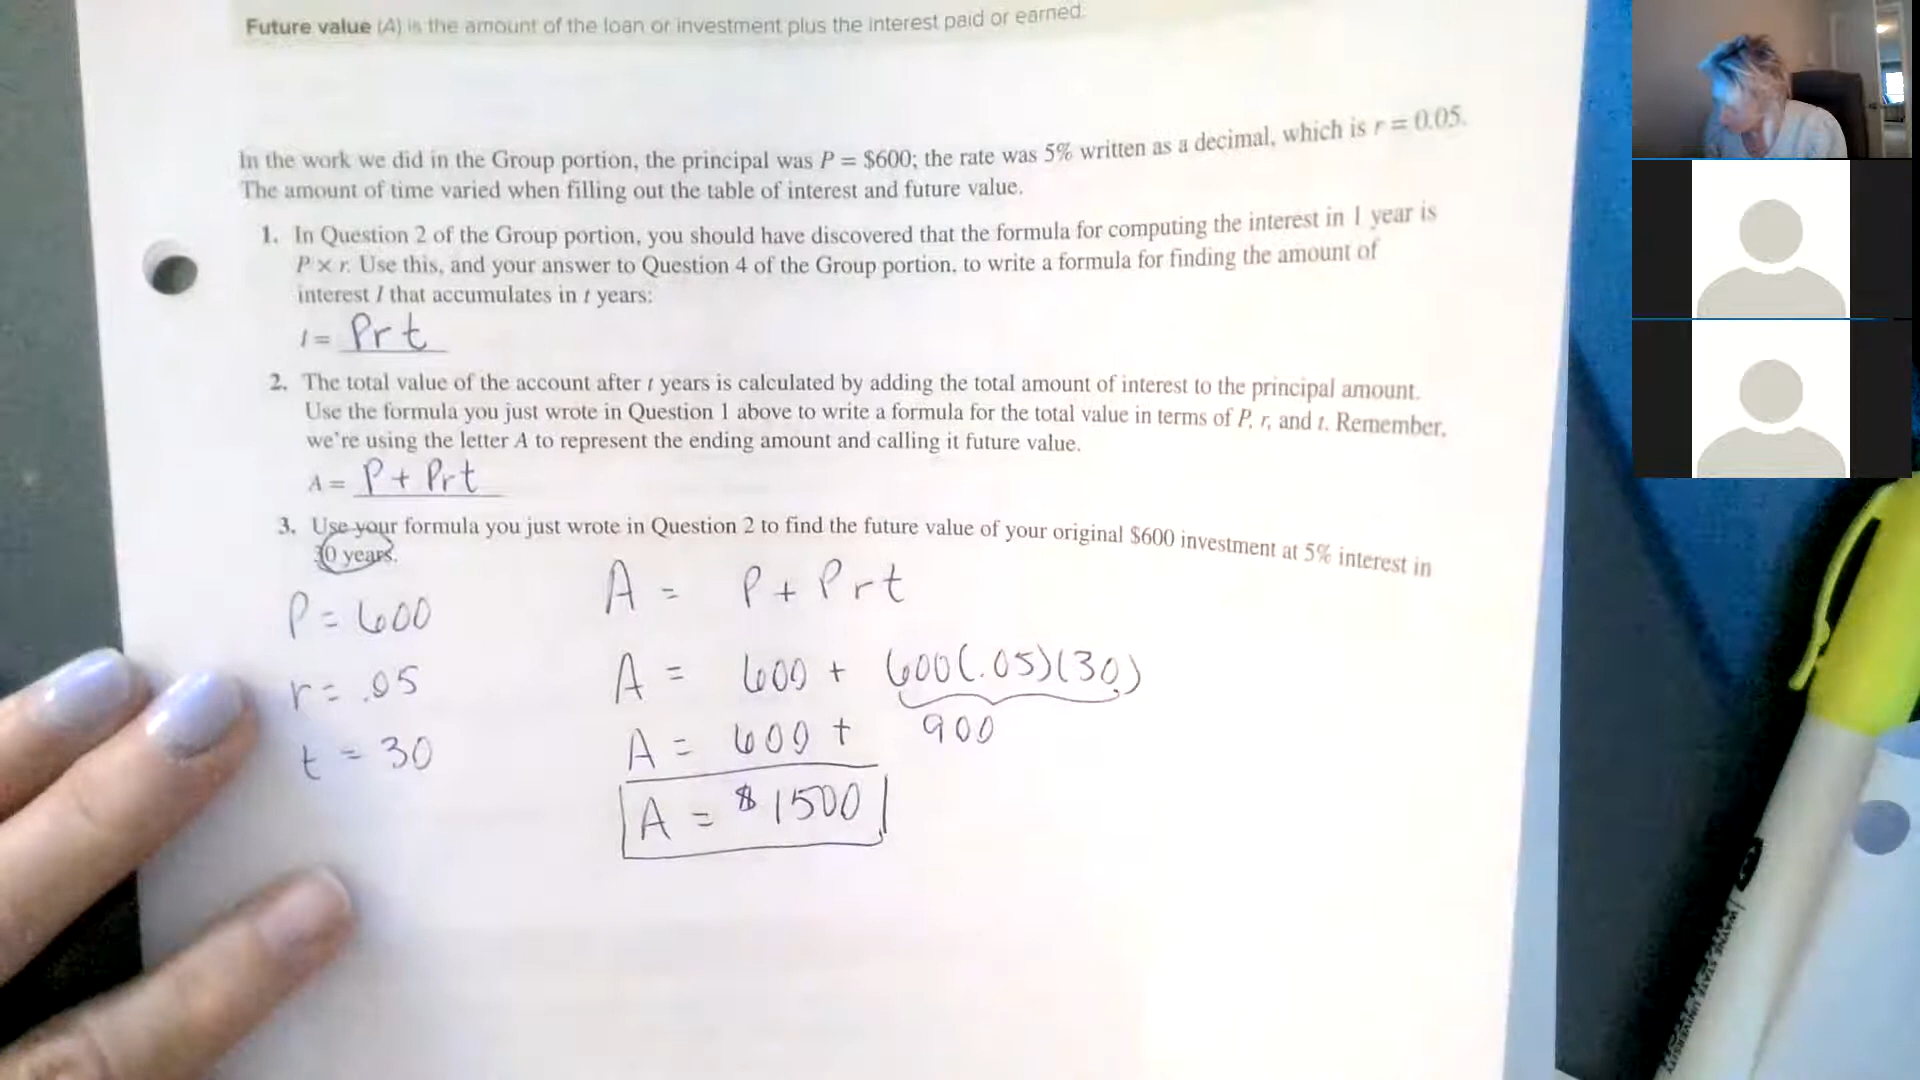 Future value (A) is the amount of the loan or investment plus the interest paid or earned.
In the work we did in the Group portion, the principal was P = $600; the rate was 5% written as a decimal, which is r = 0.05.
The amount of time varied when filling out the table of interest and future value.
1. In Question 2 of the Group portion, you should have discovered that the formula for computing the interest in 1 year is
P × r. Use this, and your answer to Question 4 of the Group portion, to write a formula for finding the amount of
interest I that accumulates in t years:
I = Prt
2. The total value of the account after t years is calculated by adding the total amount of interest to the principal amount.
Use the formula you just wrote in Question 1 above to write a formula for the total value in terms of P, r, and t. Remember,
we're using the letter A to represent the ending amount and calling it future value.
A = P + Prt
3. Use your formula you just wrote in Question 2 to find the future value of your original $600 investment at 5% interest in
30 years.
P = 600
r = .05
t = 30
A = P + Prt
A = 600 + 600(.05)(30)
A = 600 + 900
A = $1500
WAYNE STATE UNIVERSITY